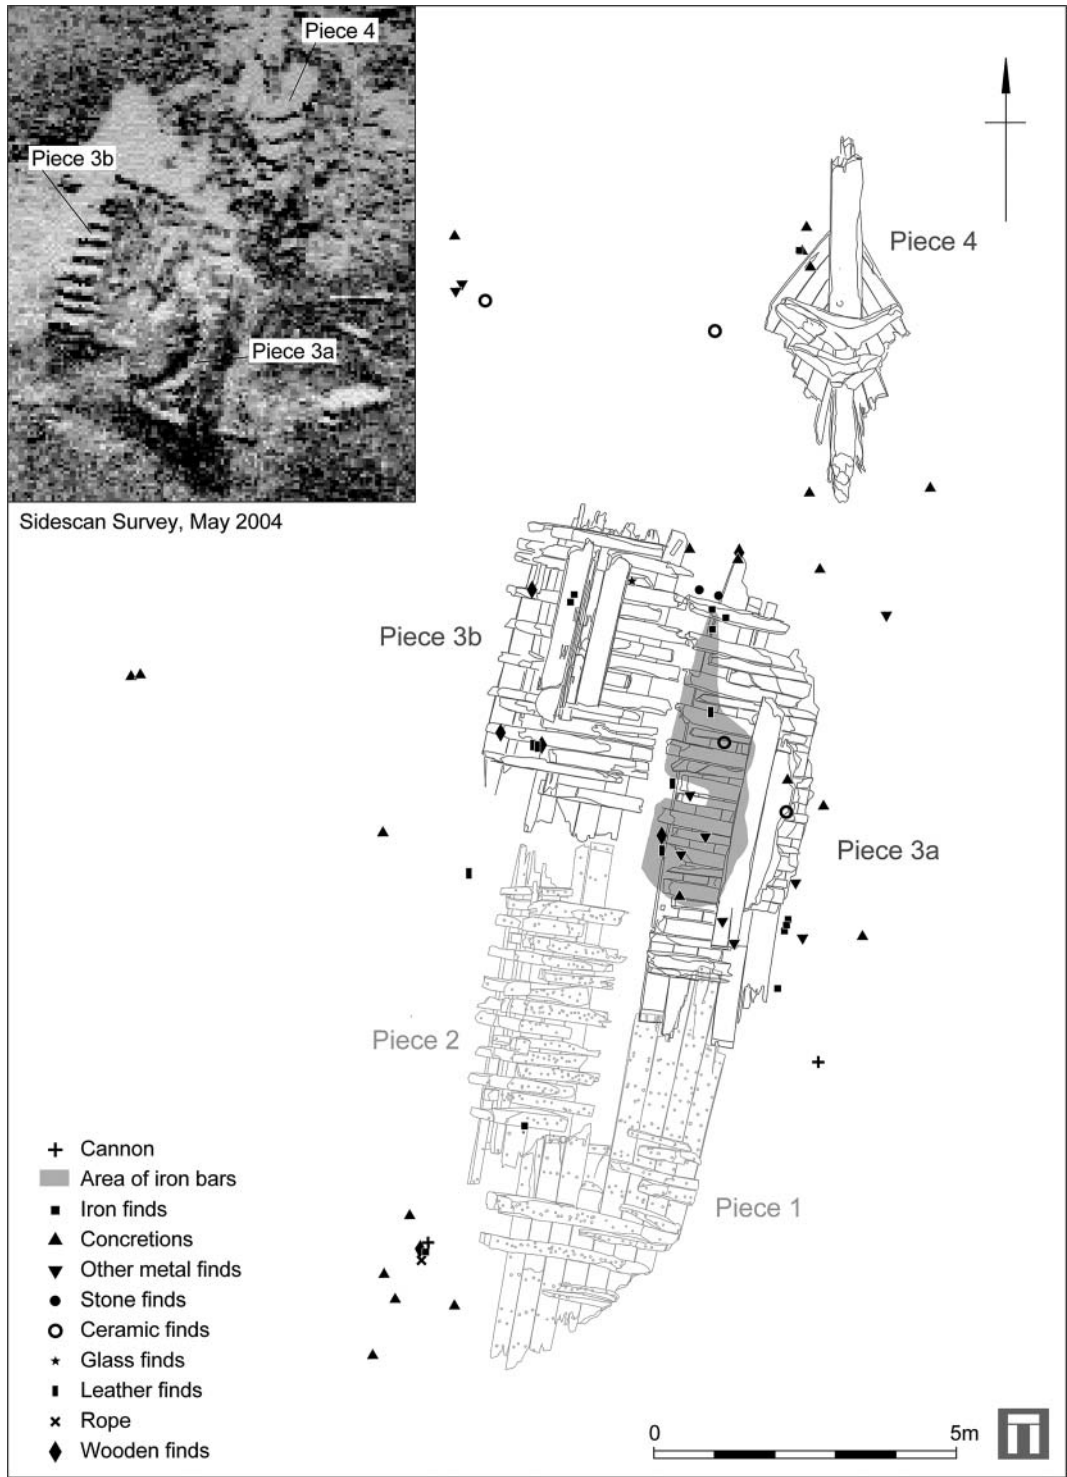 Piece 4
Piece 3b
Piece 3a
Sidescan Survey, May 2004
Piece 4
Piece 3b
Piece 3a
Piece 2
Piece 1
Cannon
Area of iron bars
Iron finds
Concretions
Other metal finds
Stone finds
Ceramic finds
Glass finds
Leather finds
Rope
Wooden finds
0 5m